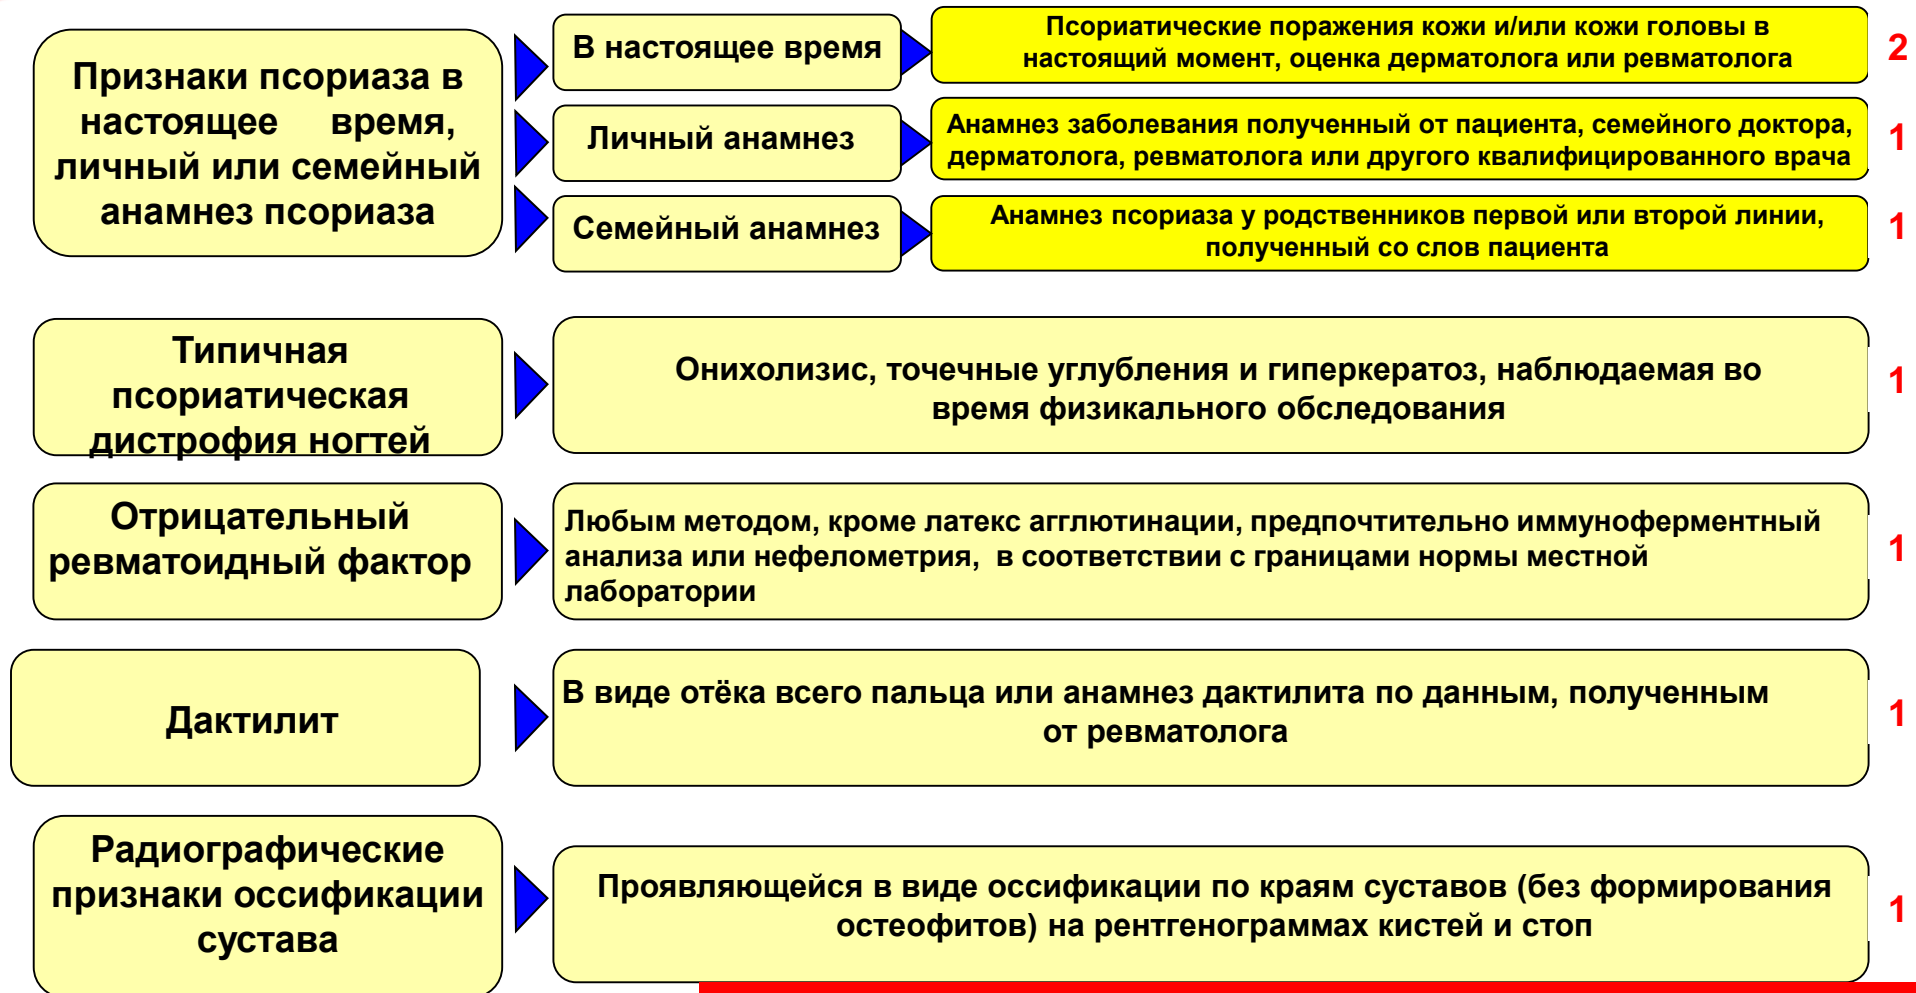 Признаки псориаза в
настоящее время,
личный или семейный
анамнез псориаза
В настоящее время
Псориатические поражения кожи и/или кожи головы в
настоящий момент, оценка дерматолога или ревматолога
2
Личный анамнез
Анамнез заболевания полученный от пациента, семейного доктора,
дерматолога, ревматолога или другого квалифицированного врача
1
Семейный анамнез
Анамнез псориаза у родственников первой или второй линии,
полученный со слов пациента
1
Типичная
псориатическая
дистрофия ногтей
Онихолизис, точечные углубления и гиперкератоз, наблюдаемая во
время физикального обследования
1
Отрицательный
ревматоидный фактор
Любым методом, кроме латекс агглютинации, предпочтительно иммуноферментный
анализа или нефелометрия, в соответствии с границами нормы местной
лаборатории
1
Дактилит
В виде отёка всего пальца или анамнез дактилита по данным, полученным
от ревматолога
1
Радиографические
признаки оссификации
сустава
Проявляющейся в виде оссификации по краям суставов (без формирования
остеофитов) на рентгенограммах кистей и стоп
1